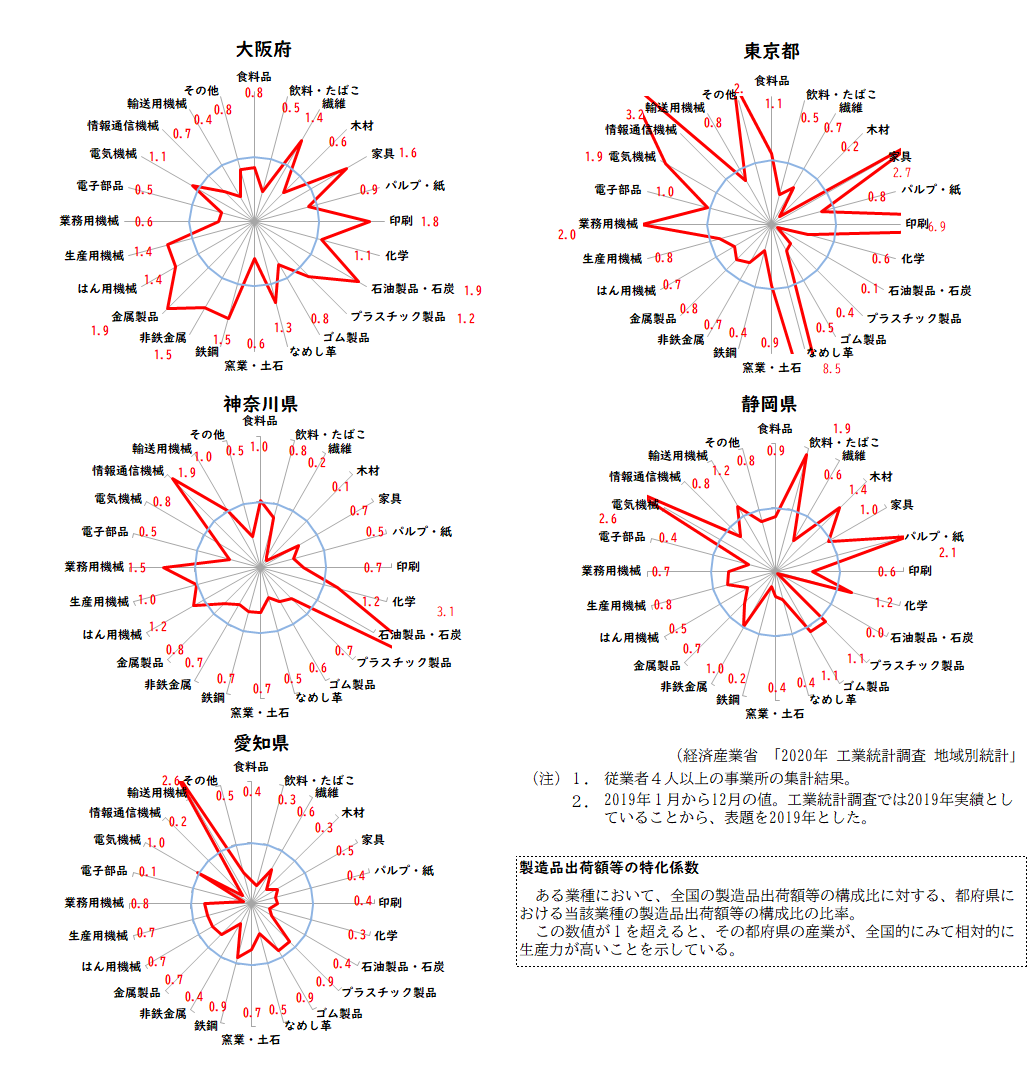 大阪府
食料品
0.8
飲料・たばこ
0.5
繊維
1.4
木材
0.6
家具
1.6
パルプ・紙
0.9
印刷
1.8
化学
1.1
石油製品・石炭
1.9
プラスチック製品
1.2
ゴム製品
0.8
なめし革
1.3
窯業・土石
0.6
鉄鋼
1.5
非鉄金属
1.5
金属製品
1.9
はん用機械
1.4
生産用機械
1.4
業務用機械
0.6
電子部品
0.5
電気機械
1.1
情報通信機械
0.7
輸送用機械
0.4
その他
0.8
東京都
食料品
1.1
飲料・たばこ
0.5
繊維
0.7
木材
0.2
家具
2.7
パルプ・紙
0.8
印刷
6.9
化学
0.6
石油製品・石炭
0.1
プラスチック製品
0.4
ゴム製品
0.5
なめし革
8.5
窯業・土石
0.9
鉄鋼
0.4
非鉄金属
0.7
金属製品
0.8
はん用機械
0.7
生産用機械
0.8
業務用機械
2.0
電子部品
1.0
電気機械
1.9
情報通信機械
3.2
輸送用機械
0.8
その他
2.
神奈川県
食料品
1.0
飲料・たばこ
0.8
繊維
0.2
木材
0.1
家具
0.7
パルプ・紙
0.5
印刷
0.7
化学
1.2
石油製品・石炭
3.1
プラスチック製品
0.7
ゴム製品
0.6
なめし革
0.5
窯業・土石
0.7
鉄鋼
0.7
非鉄金属
0.7
金属製品
0.8
はん用機械
1.2
生産用機械
1.0
業務用機械
1.5
電子部品
0.5
電気機械
0.8
情報通信機械
1.9
輸送用機械
1.0
その他
0.5
静岡県
食料品
0.9
飲料・たばこ
1.9
繊維
0.6
木材
1.4
家具
1.0
パルプ・紙
2.1
印刷
0.6
化学
1.2
石油製品・石炭
0.0
プラスチック製品
1.1
ゴム製品
1.1
なめし革
0.4
窯業・土石
0.4
鉄鋼
0.2
非鉄金属
1.0
金属製品
0.7
はん用機械
0.5
生産用機械
0.8
業務用機械
0.7
電子部品
0.4
電気機械
2.6
情報通信機械
0.8
輸送用機械
1.2
その他
0.8
愛知県
食料品
0.4
飲料・たばこ
0.3
繊維
0.6
木材
0.3
家具
0.5
パルプ・紙
0.4
印刷
0.4
化学
0.3
石油製品・石炭
0.4
プラスチック製品
0.9
ゴム製品
0.9
なめし革
0.5
窯業・土石
0.7
鉄鋼
0.9
非鉄金属
0.4
金属製品
0.7
はん用機械
0.7
生産用機械
0.7
業務用機械
0.8
電子部品
0.1
電気機械
1.0
情報通信機械
0.2
輸送用機械
2.6
その他
0.5
(経済産業省 「2020年 工業統計調査 地域別統計」
(注) 1. 従業者4人以上の事業所の集計結果。
2. 2019年1月から12月の値。工業統計調査では2019年実績とし
ていることから、表題を2019年とした。
製造品出荷額等の特化係数
ある業種において、全国の製造品出荷額等の構成比に対する、都府県に
おける当該業種の製造品出荷額等の構成比の比率。
この数値が1を超えると、その都府県の産業が、全国的にみて相対的に
生産力が高いことを示している。